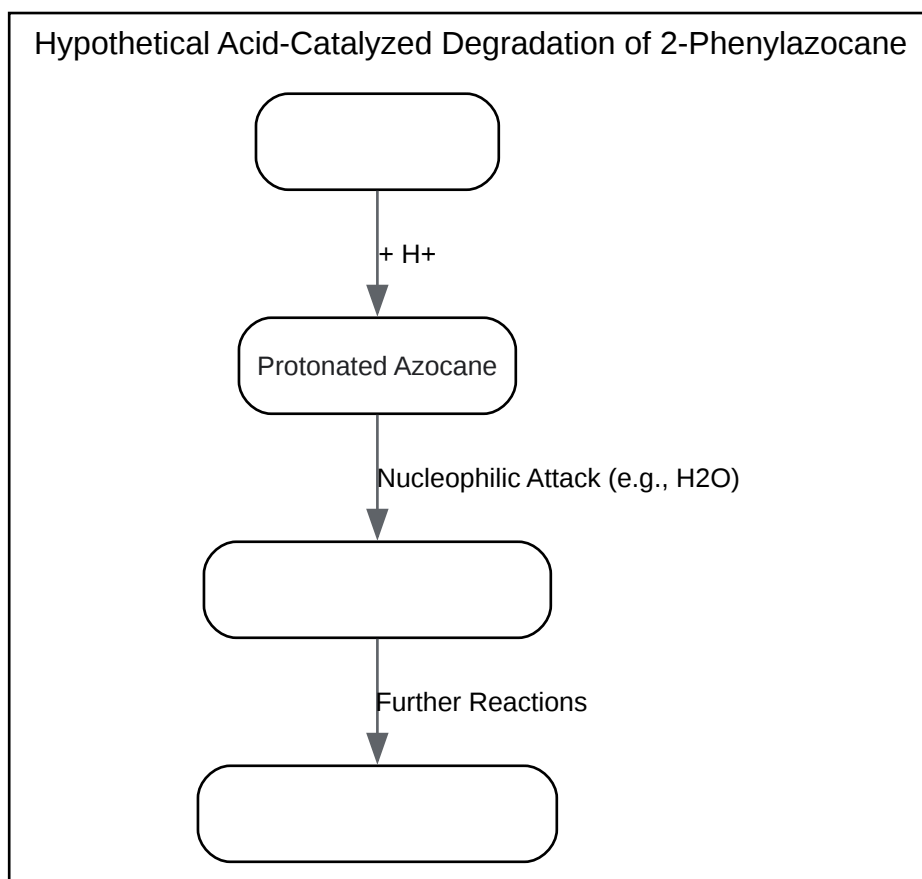 Hypothetical Acid-Catalyzed Degradation of 2-Phenylazocane
+ H+
Protonated Azocane
Nucleophilic Attack (e.g., H2O)
Further Reactions